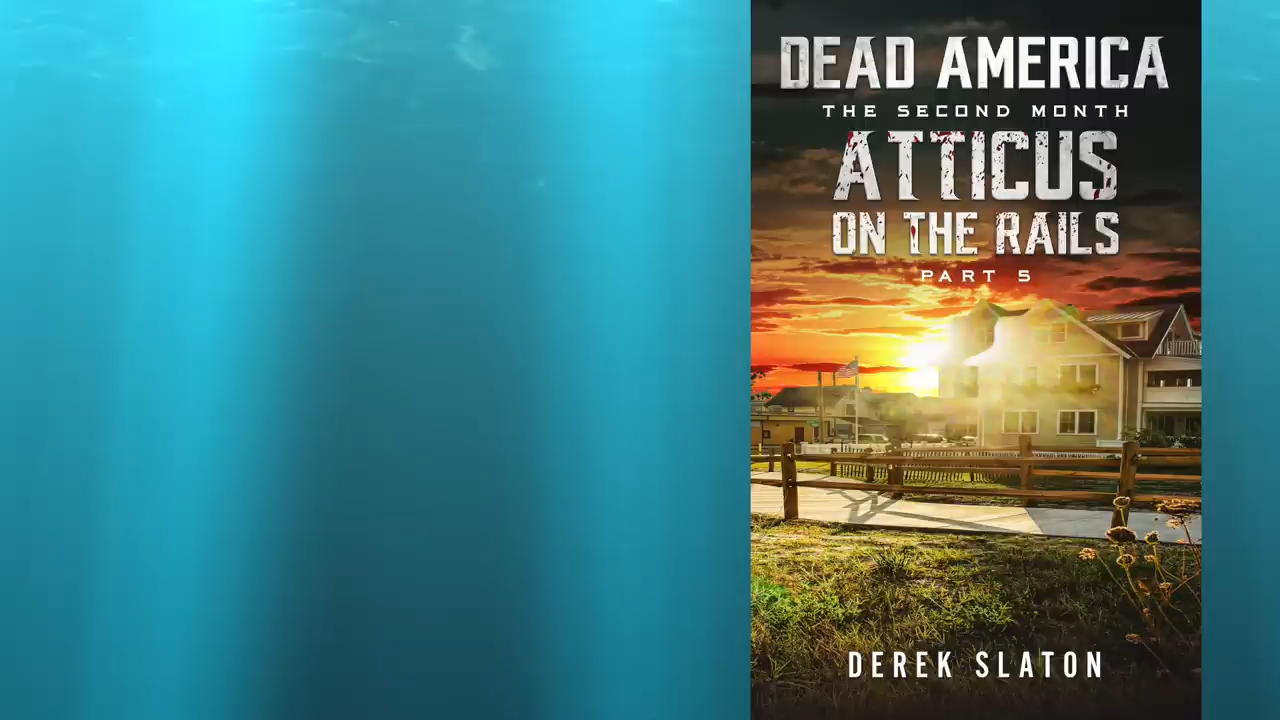 DEAD AMERICA
THE SECOND MONTH
ATTICUS
ON THE RAILS
PART 5
DEREK SLATON